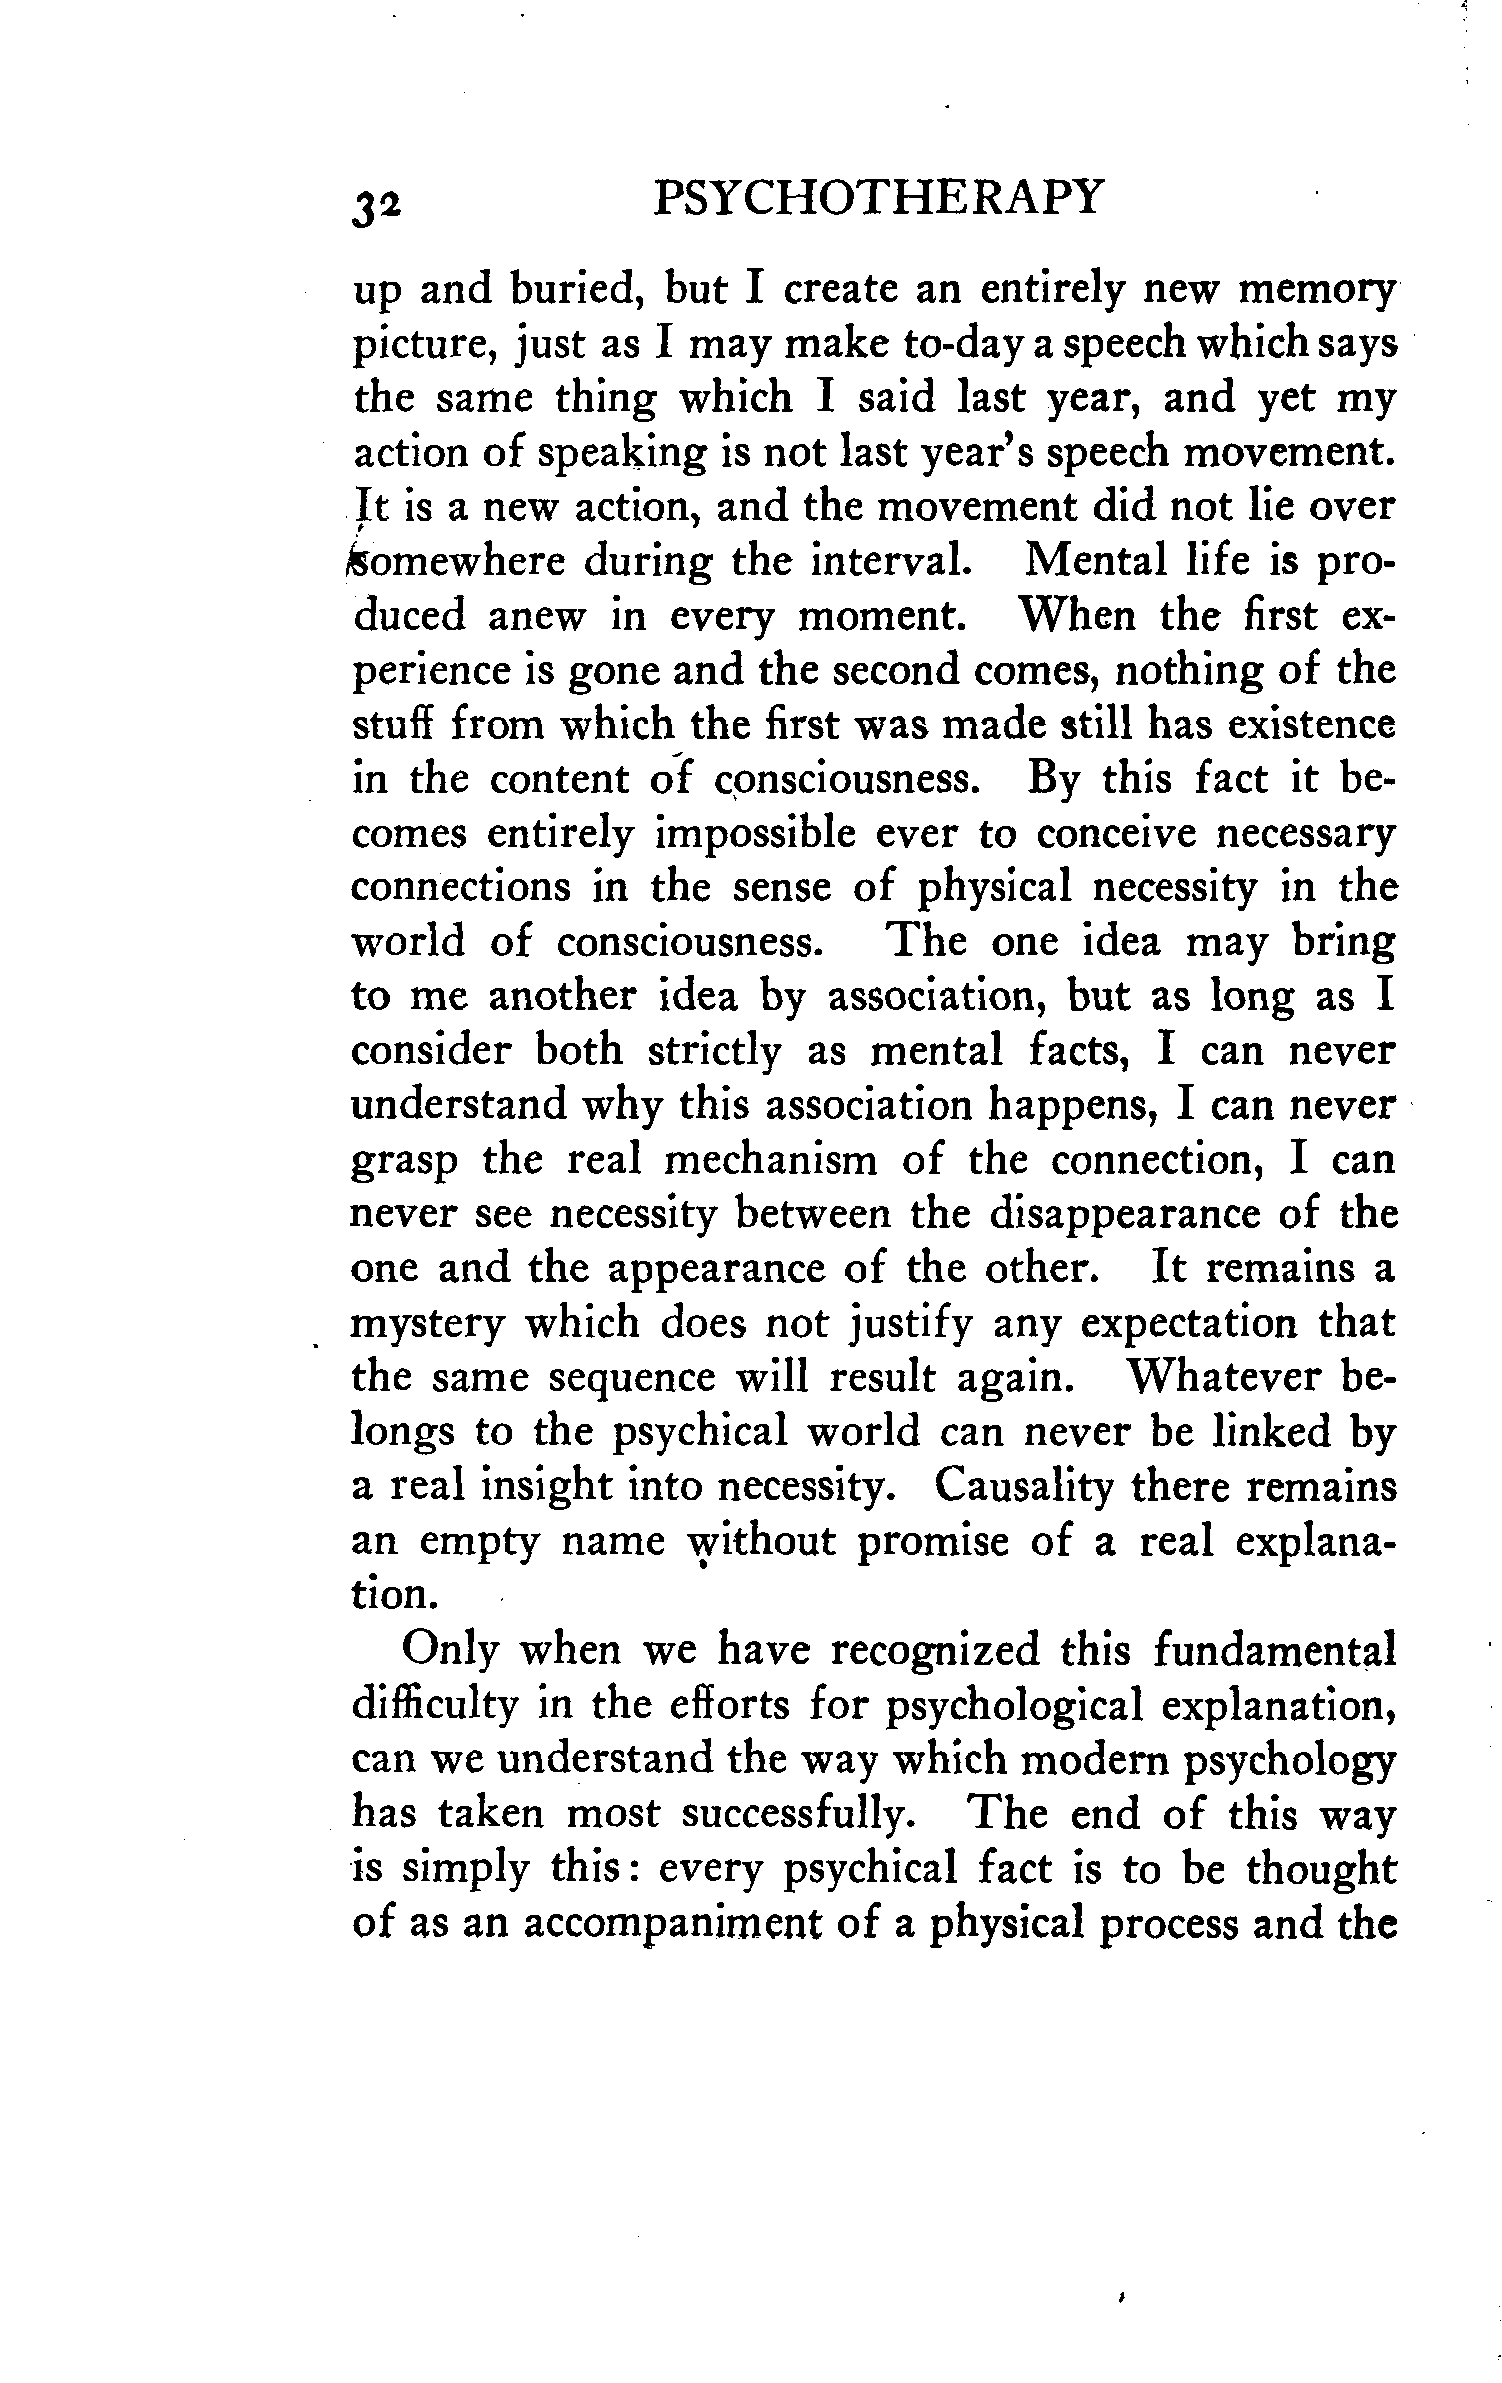 32 PSYCHOTHERAPY
up and buried, but I create an entirely new memory
picture, just as I may make to-day a speech which says
the same thing which I said last year, and yet my
action of speaking is not last year's speech movement.
It is a new action, and the movement did not lie over
somewhere during the interval. Mental life is pro-
duced anew in every moment. When the first ex-
perience is gone and the second comes, nothing of the
stuff from which the first was made still has existence
in the content of consciousness. By this fact it be-
comes entirely impossible ever to conceive necessary
connections in the sense of physical necessity in the
world of consciousness. The one idea may bring
to me another idea by association, but as long as I
consider both strictly as mental facts, I can never
understand why this association happens, I can never
grasp the real mechanism of the connection, I can
never see necessity between the disappearance of the
one and the appearance of the other. It remains a
mystery which does not justify any expectation that
the same sequence will result again. Whatever be-
longs to the psychical world can never be linked by
a real insight into necessity. Causality there remains
an empty name without promise of a real explana-
tion.
Only when we have recognized this fundamental
difficulty in the efforts for psychological explanation,
can we understand the way which modern psychology
has taken most successfully. The end of this way
is simply this: every psychical fact is to be thought
of as an accompaniment of a physical process and the